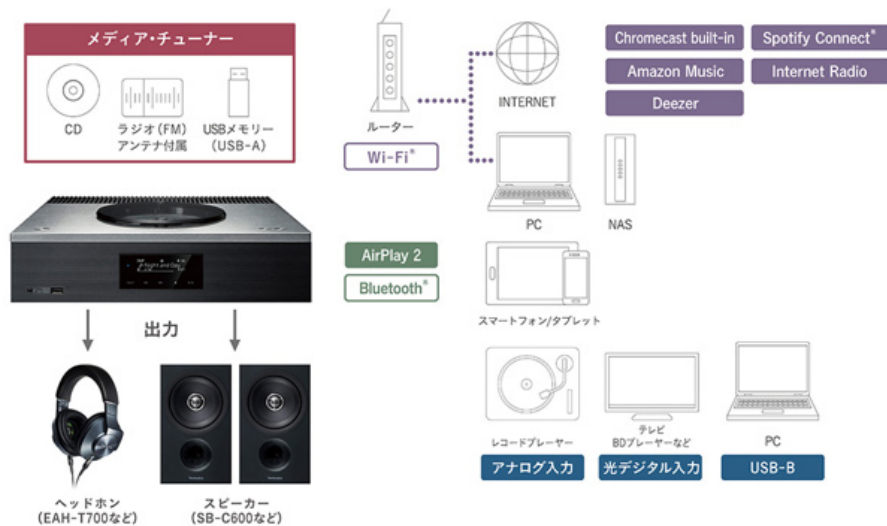 メディア・チューナー
CD
ラジオ(FM)
アンテナ付属
USBメモリー
(USB-A)
ルーター
Wi-Fi®
INTERNET
Chromecast built-in
Spotify Connect®
Amazon Music
Internet Radio
Deezer
PC
NAS
AirPlay 2
Bluetooth®
スマートフォン/タブレット
出力
ヘッドホン
(EAH-T700など)
スピーカー
(SB-C600など)
レコードプレーヤー
アナログ入力
テレビ
BDプレーヤーなど
光デジタル入力
PC
USB-B